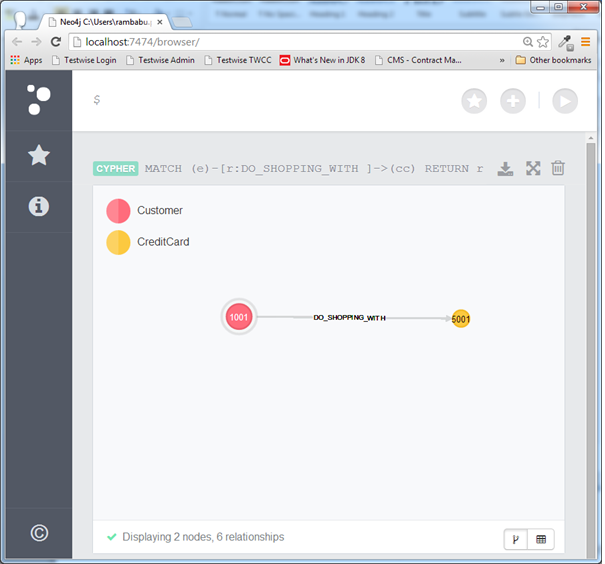 Neo4j C:\Users\rambabu.p
localhost:7474/browser/
Apps Testwise Login Testwise Admin Testwise TWCC What's New in JDK 8 CMS - Contract Ma... » Other bookmarks
$
CYPHER MATCH (e)-[r:DO_SHOPPING_WITH ]->(cc) RETURN r
Customer
CreditCard
1001 DO_SHOPPING_WITH 5001
Displaying 2 nodes, 6 relationships
©